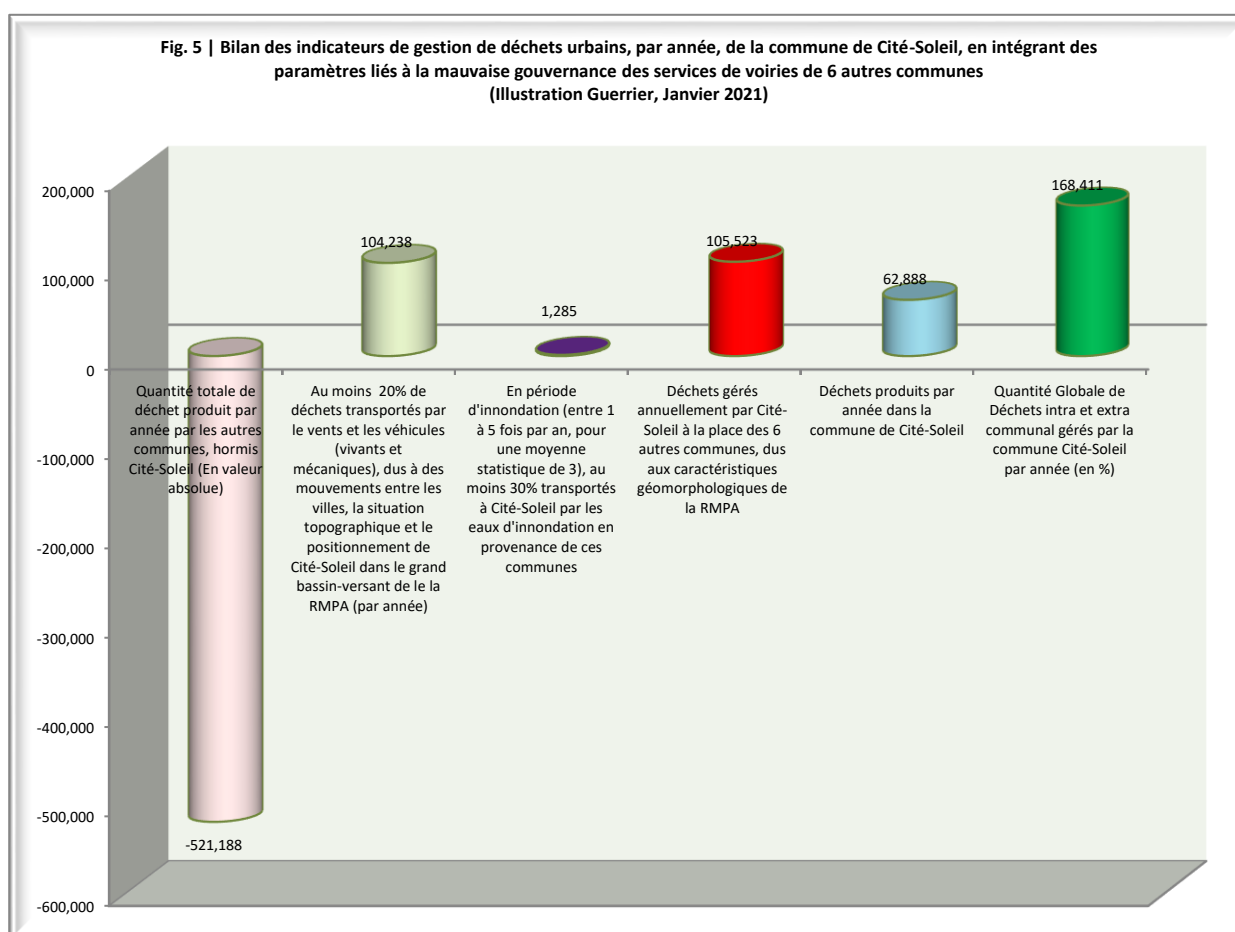 Fig. 5 | Bilan des indicateurs de gestion de déchets urbains, par année, de la commune de Cité-Soleil, en intégrant des
paramètres liés à la mauvaise gouvernance des services de voiries de 6 autres communes
(Illustration Guerrier, Janvier 2021)
200,000
100,000
0
-100,000
-200,000
-300,000
-400,000
-500,000
-600,000
-521,188
104,238
1,285
105,523
62,888
168,411
Quantité totale de
déchet produit par
année par les autres
communes, hormis
Cité-Soleil (En valeur
absolue)
Au moins 20% de
déchets transportés par
le vents et les véhicules
(vivants et
mécaniques), dus à des
mouvements entre les
villes, la situation
topographique et le
positionnement de
Cité-Soleil dans le grand
bassin-versant de le la
RMPA (par année)
En période
d'innondation (entre 1
à 5 fois par an, pour
une moyenne
statistique de 3), au
moins 30% transportés
à Cité-Soleil par les
eaux d'innondation en
provenance de ces
communes
Déchets gérés
annuellement par Cité-
Soleil à la place des 6
autres communes, dus
aux caractéristiques
géomorphologiques de
la RMPA
Déchets produits par
année dans la
commune de Cité-Soleil
Quantité Globale de
Déchets intra et extra
communal gérés par la
commune Cité-Soleil
par année (en %)